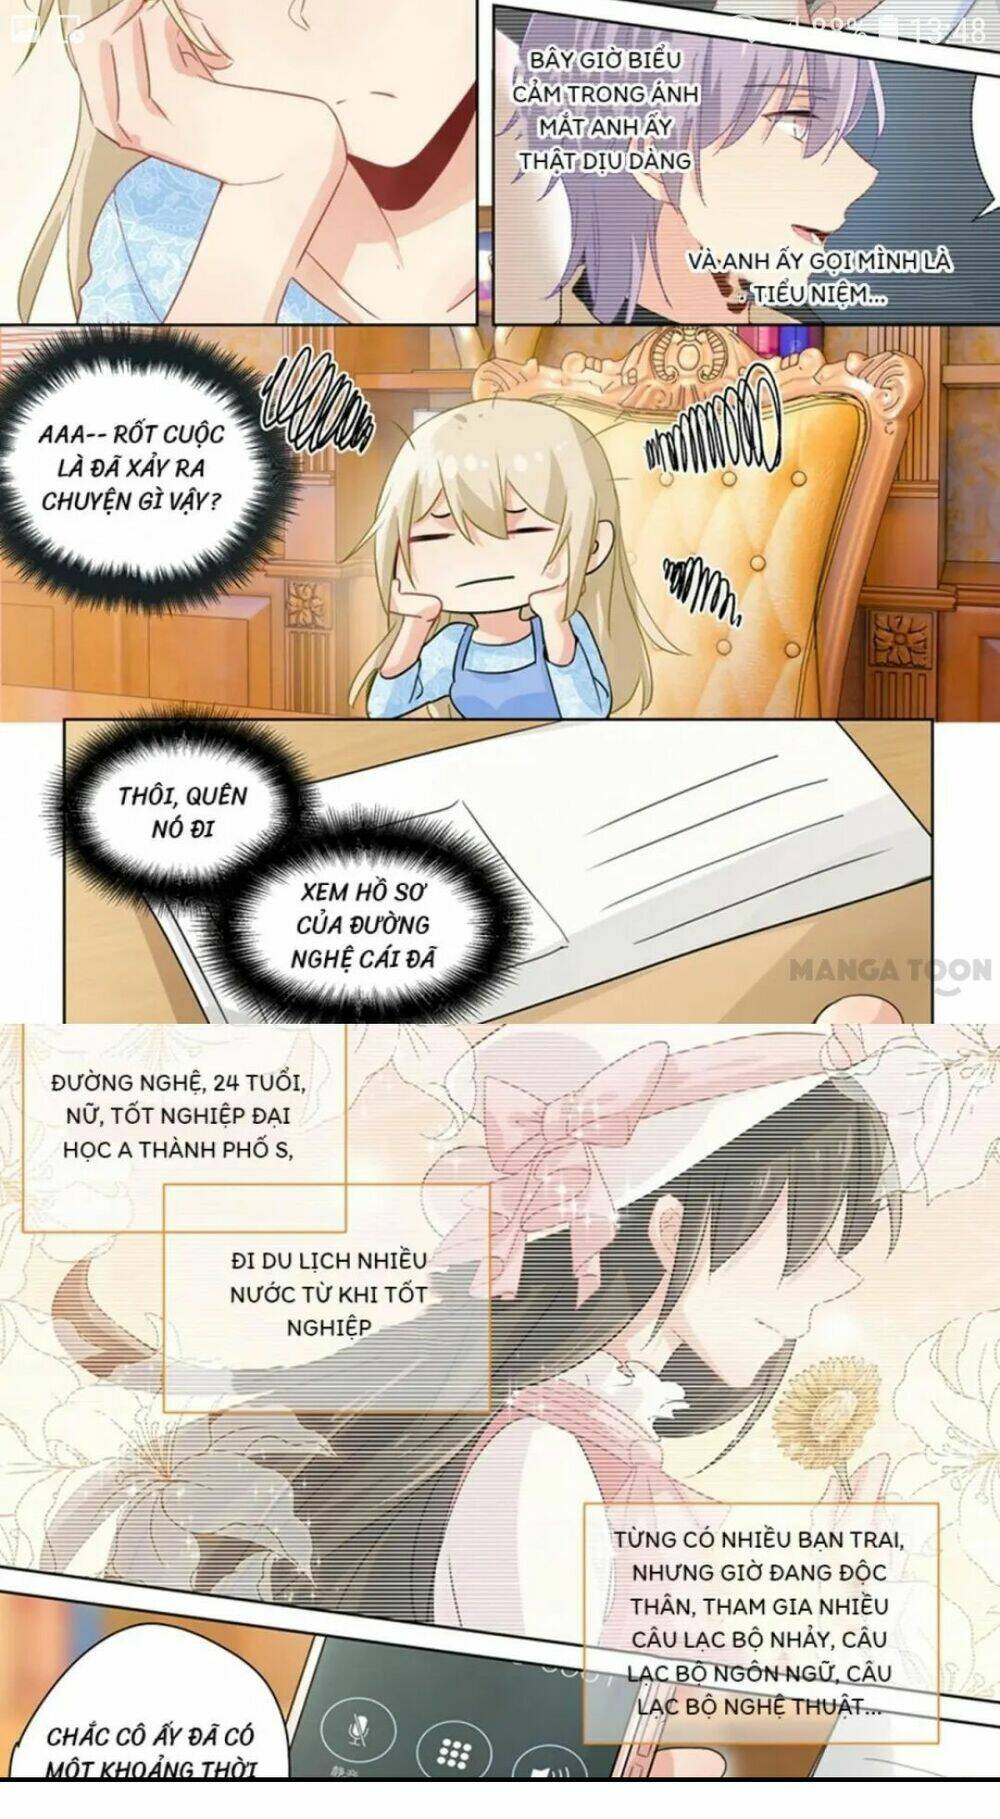 88% 13:48
BÂY GIỜ BIỂU
CẢM TRONG ÁNH
MẮT ANH ẤY
THẬT DỊU DÀNG
VÀ ANH ẤY GỌI MÌNH LÀ
TIỂU NIỆM...
AAA-- RỐT CUỘC
LÀ ĐÃ XẢY RA
CHUYỆN GÌ VẬY?
THÔI, QUÊN
NÓ ĐI
XEM HỒ SƠ
CỦA ĐƯỜNG
NGHỆ CÁI ĐÃ
MANGA TOON
ĐƯỜNG NGHỆ, 24 TUỔI,
NỮ, TỐT NGHIỆP ĐẠI
HỌC A THÀNH PHỐ S,
ĐI DU LỊCH NHIỀU
NƯỚC TỪ KHI TỐT
NGHIỆP
TỪNG CÓ NHIỀU BẠN TRAI,
NHƯNG GIỜ ĐANG ĐỘC
THÂN, THAM GIA NHIỀU
CÂU LẠC BỘ NHẢY, CÂU
LẠC BỘ NGÔN NGỮ, CÂU
LẠC BỘ NGHỆ THUẬT...
CHẮC CÔ ẤY ĐÃ CÓ
MỘT KHOẢNG THỜI